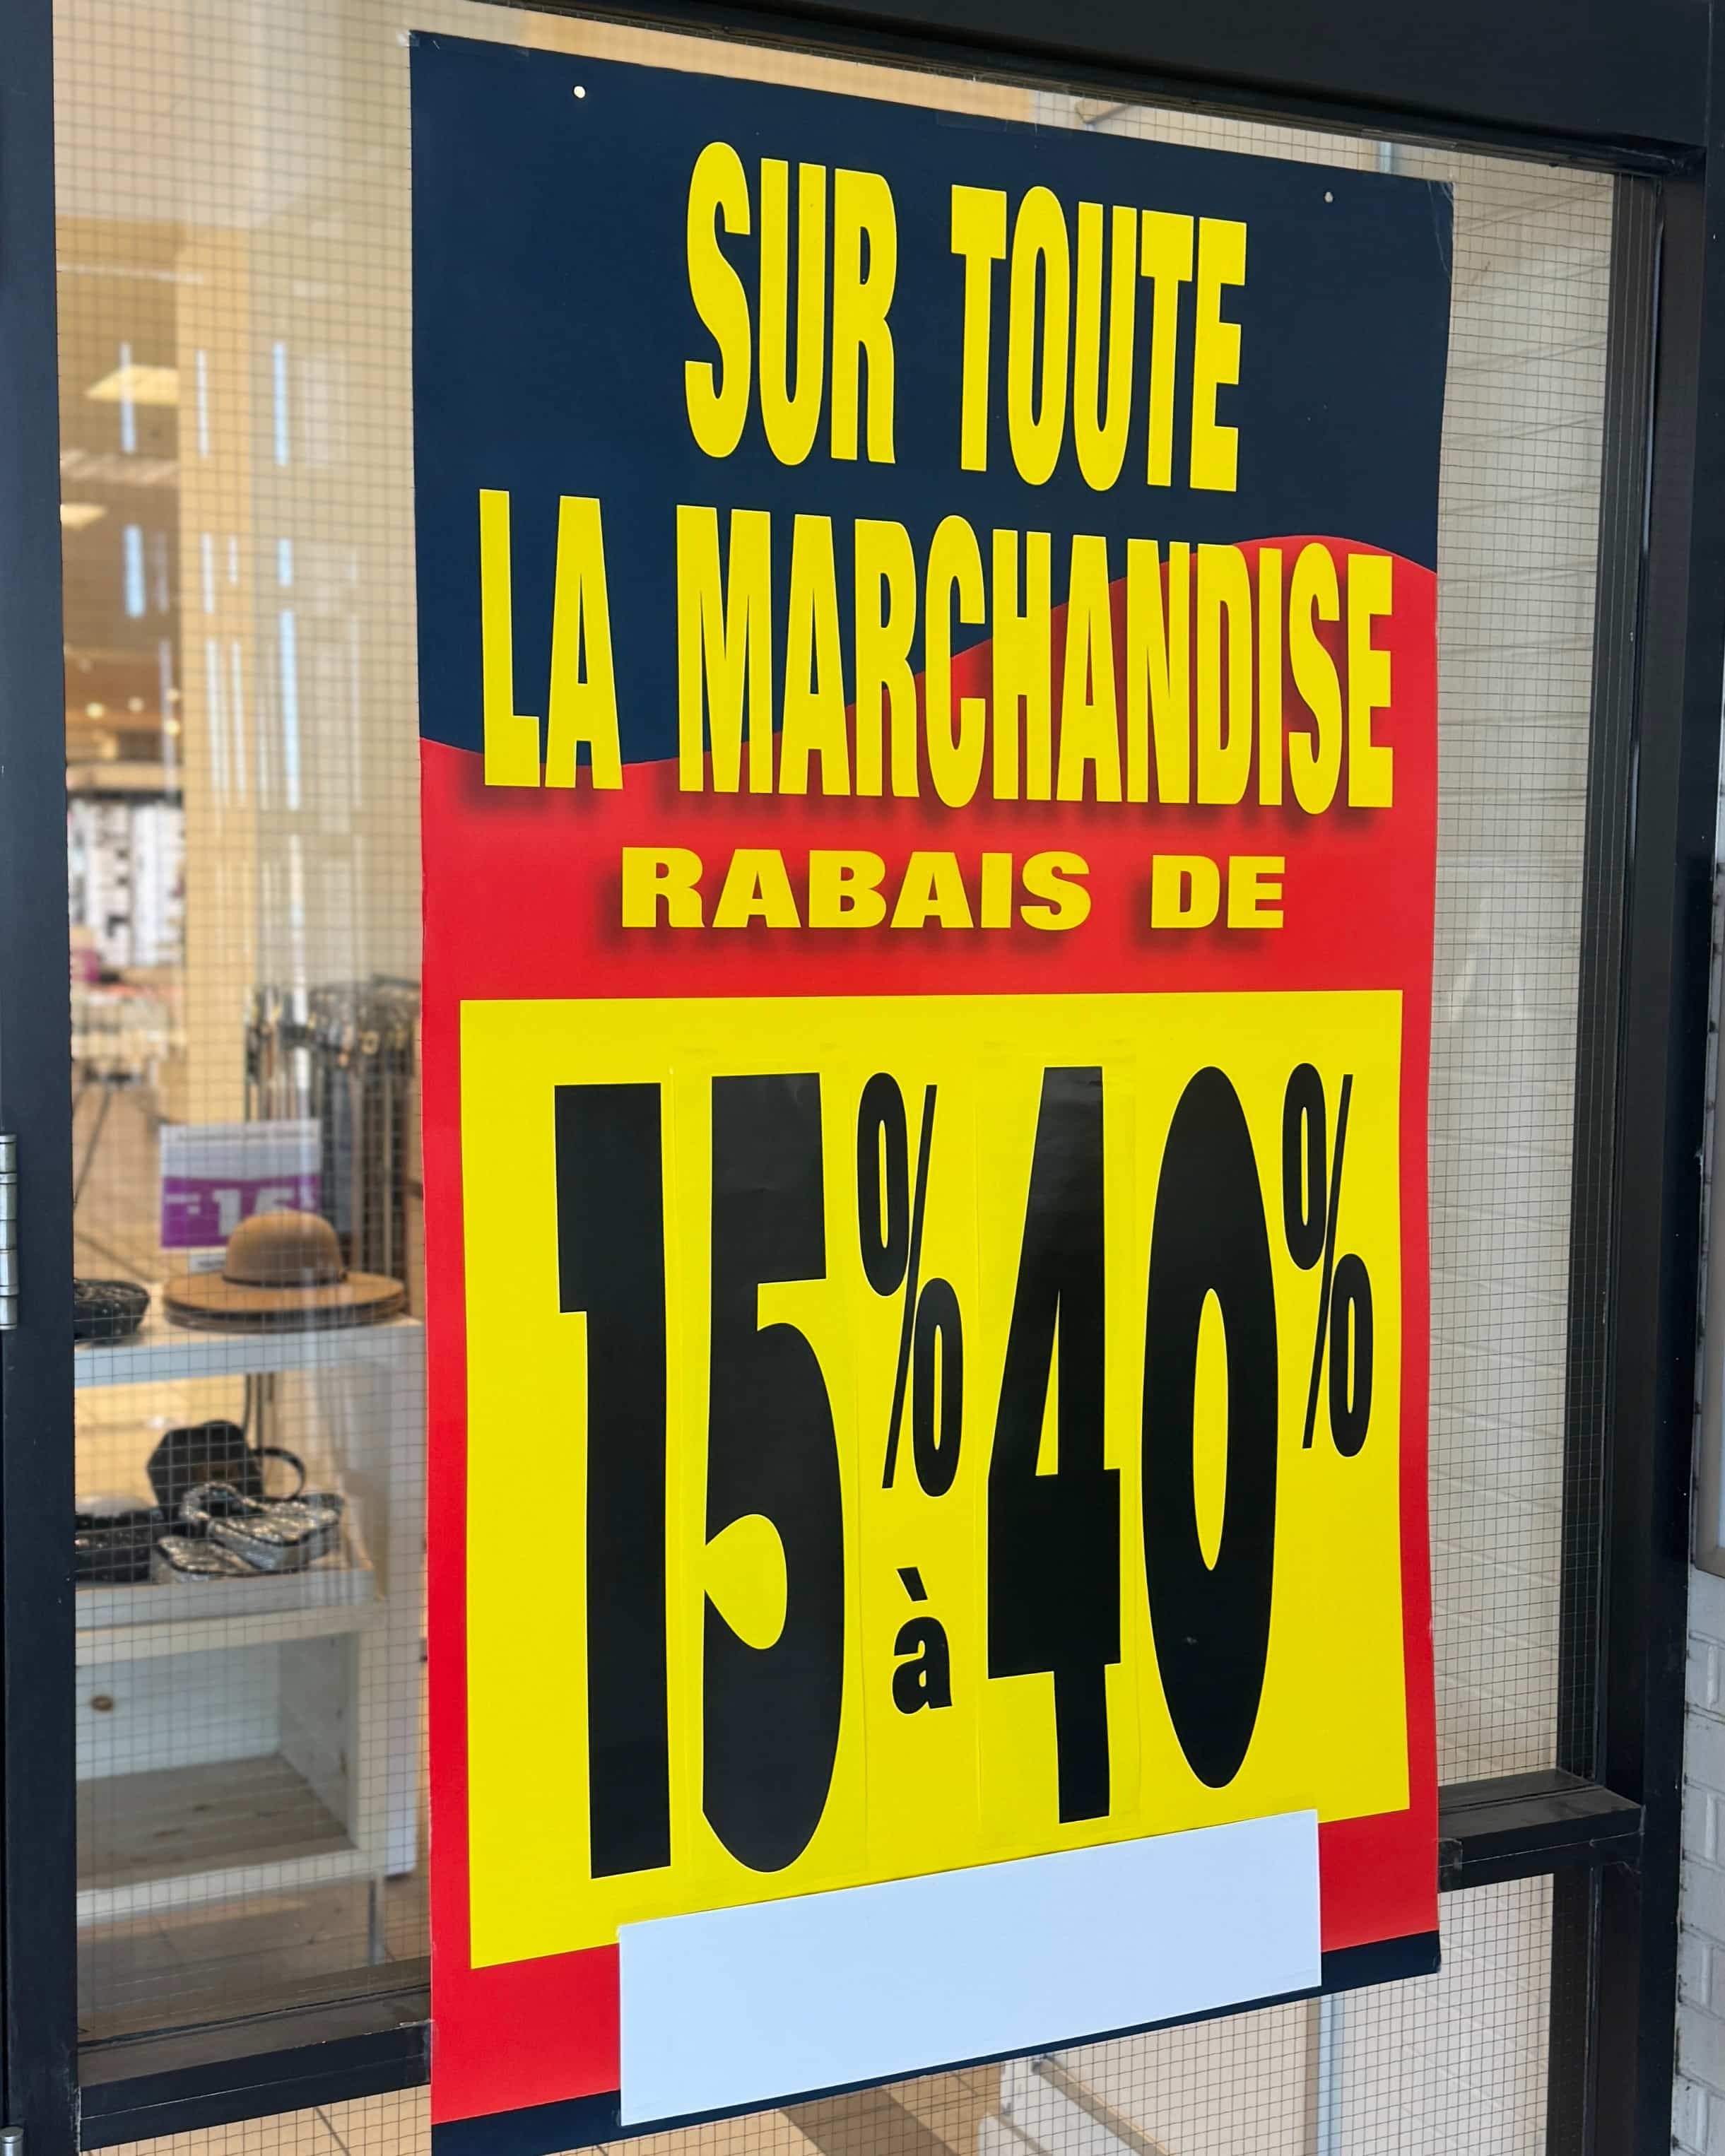 SUR TOUTE
LA MARCHANDISE
RABAIS DE
15% à 40%